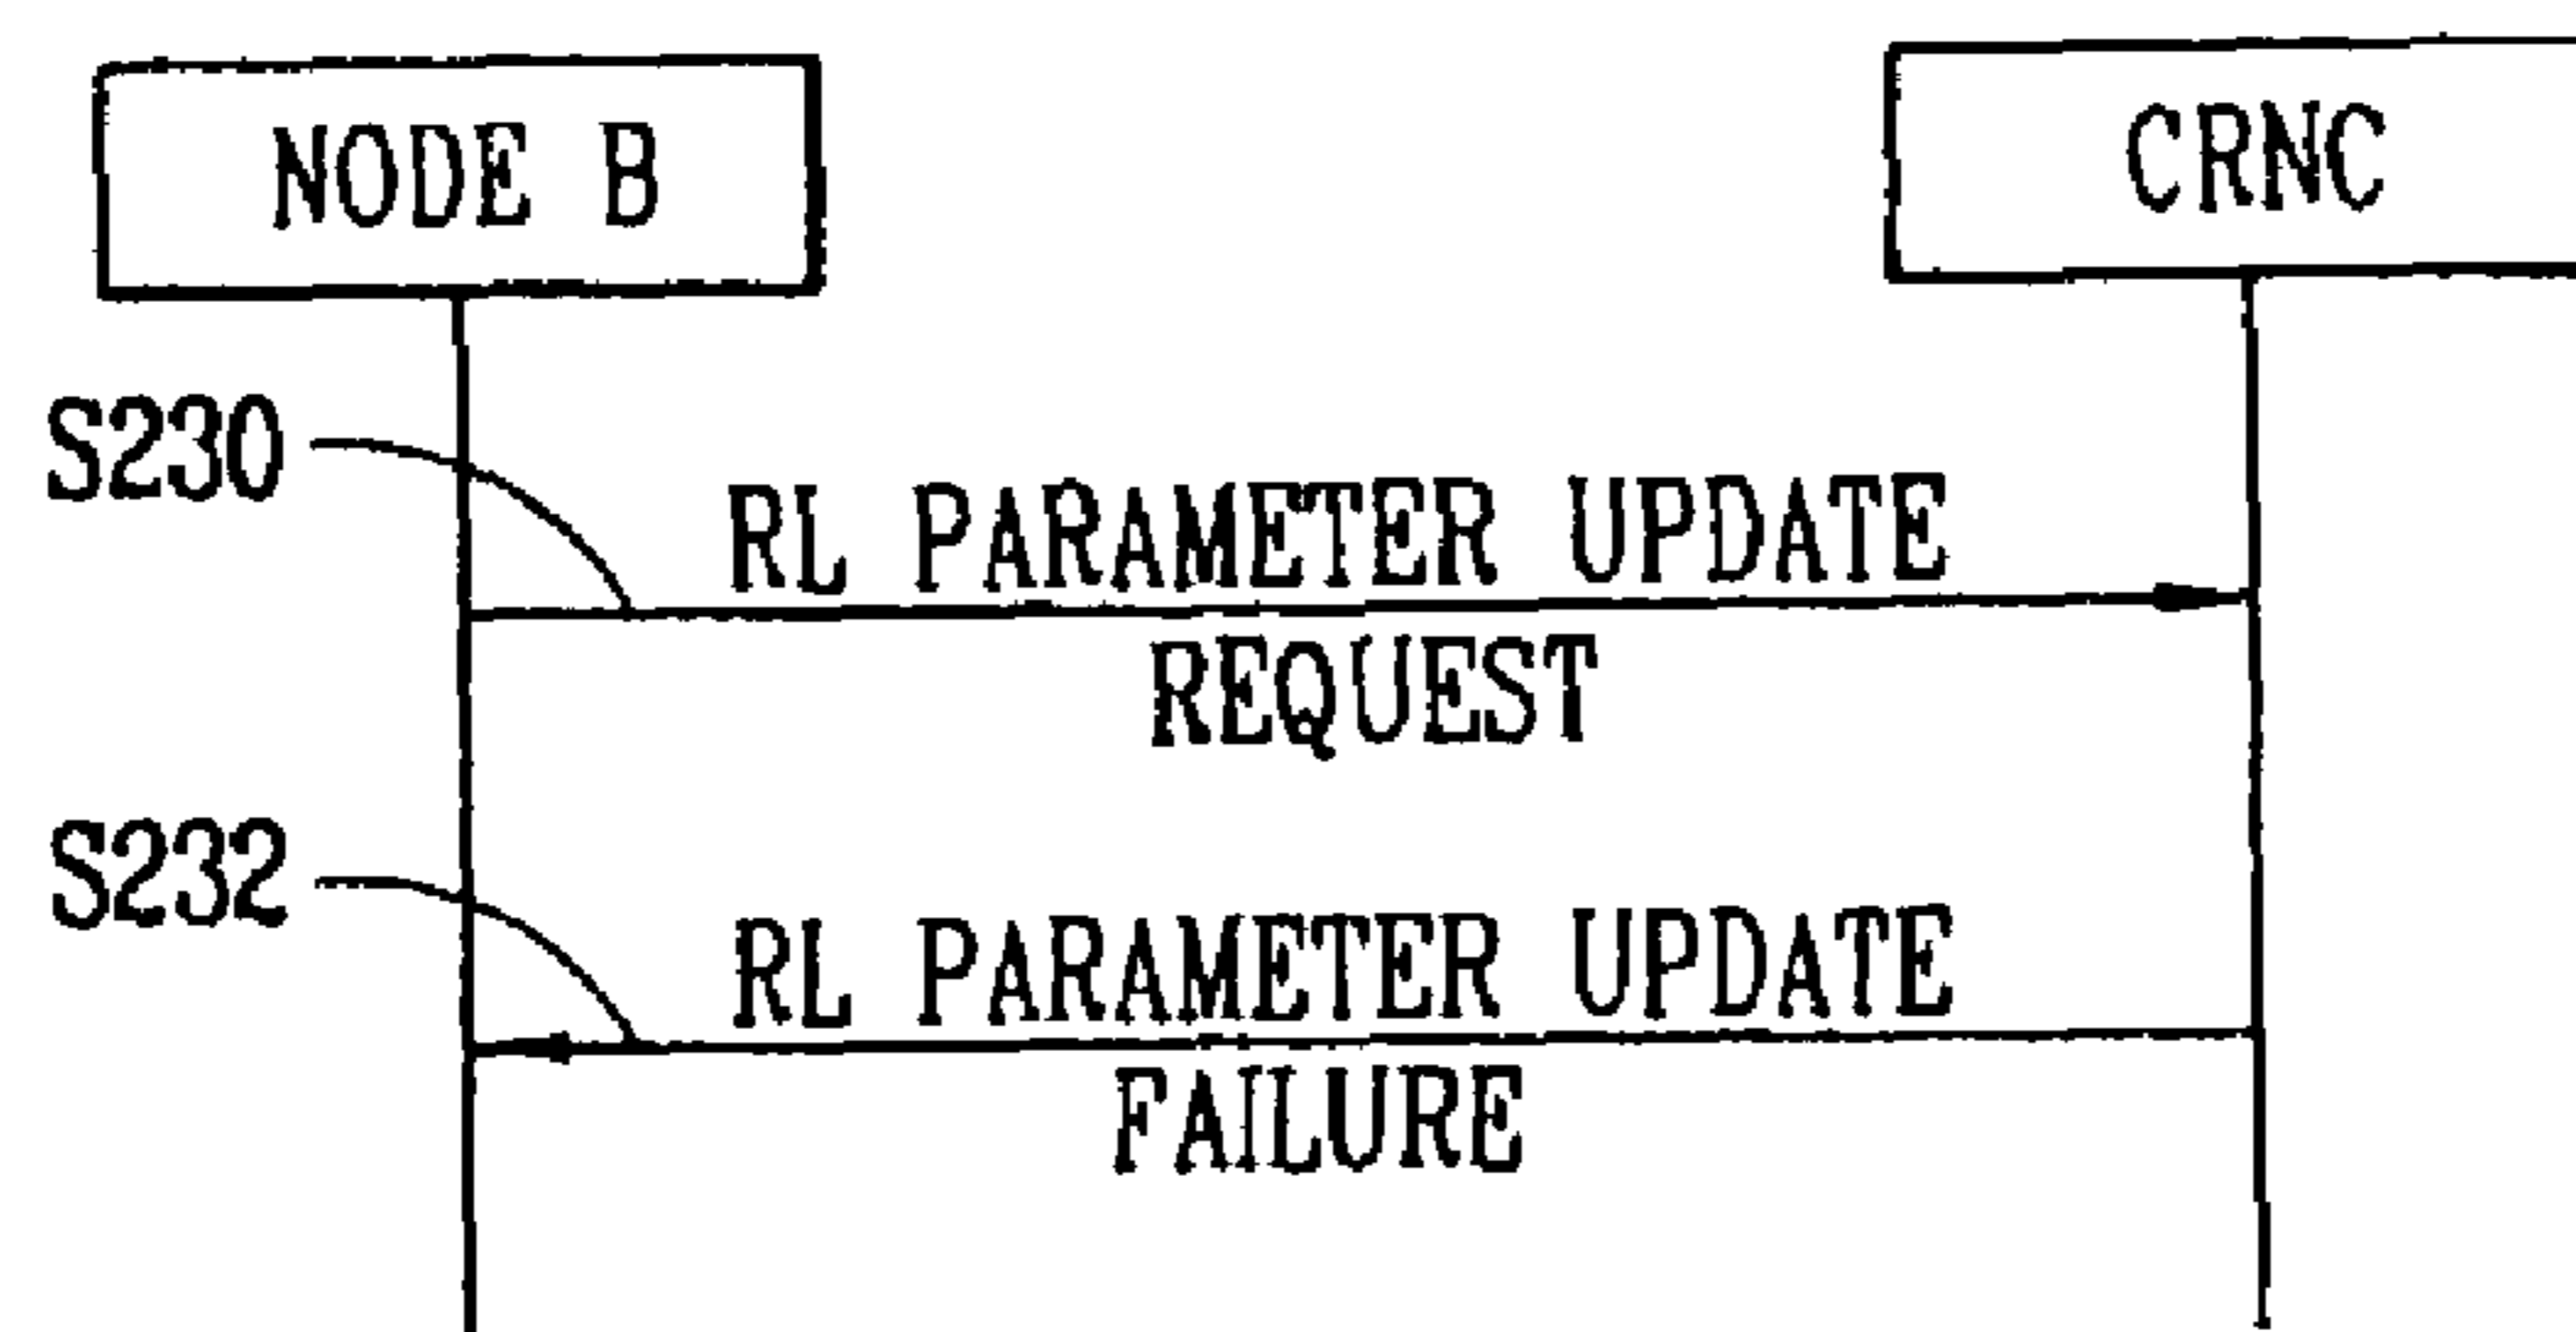 NODE B
CRNC
S230
RL PARAMETER UPDATE
REQUEST
S232
RL PARAMETER UPDATE
FAILURE